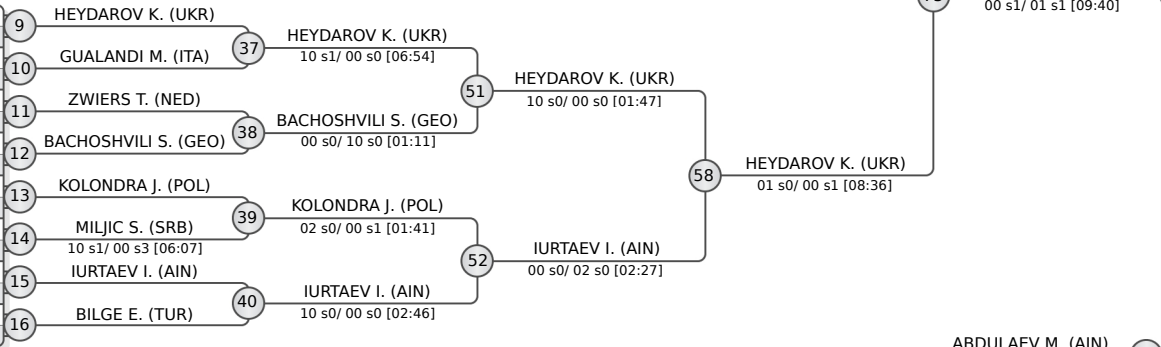 00 s1/ 01 s1 [09:40]
9
HEYDAROV K. (UKR)
37
HEYDAROV K. (UKR)
10 s1/ 00 s0 [06:54]
10
GUALANDI M. (ITA)
51
HEYDAROV K. (UKR)
10 s0/ 00 s0 [01:47]
11
ZWIERS T. (NED)
38
BACHOSHVILI S. (GEO)
00 s0/ 10 s0 [01:11]
12
BACHOSHVILI S. (GEO)
58
HEYDAROV K. (UKR)
01 s0/ 00 s1 [08:36]
13
KOLONDRA J. (POL)
39
KOLONDRA J. (POL)
02 s0/ 00 s1 [01:41]
14
MILJIC S. (SRB)
10 s1/ 00 s3 [06:07]
52
IURTAEV I. (AIN)
00 s0/ 02 s0 [02:27]
15
IURTAEV I. (AIN)
40
IURTAEV I. (AIN)
10 s0/ 00 s0 [02:46]
16
BILGE E. (TUR)
ABDULAEV M. (AIN)